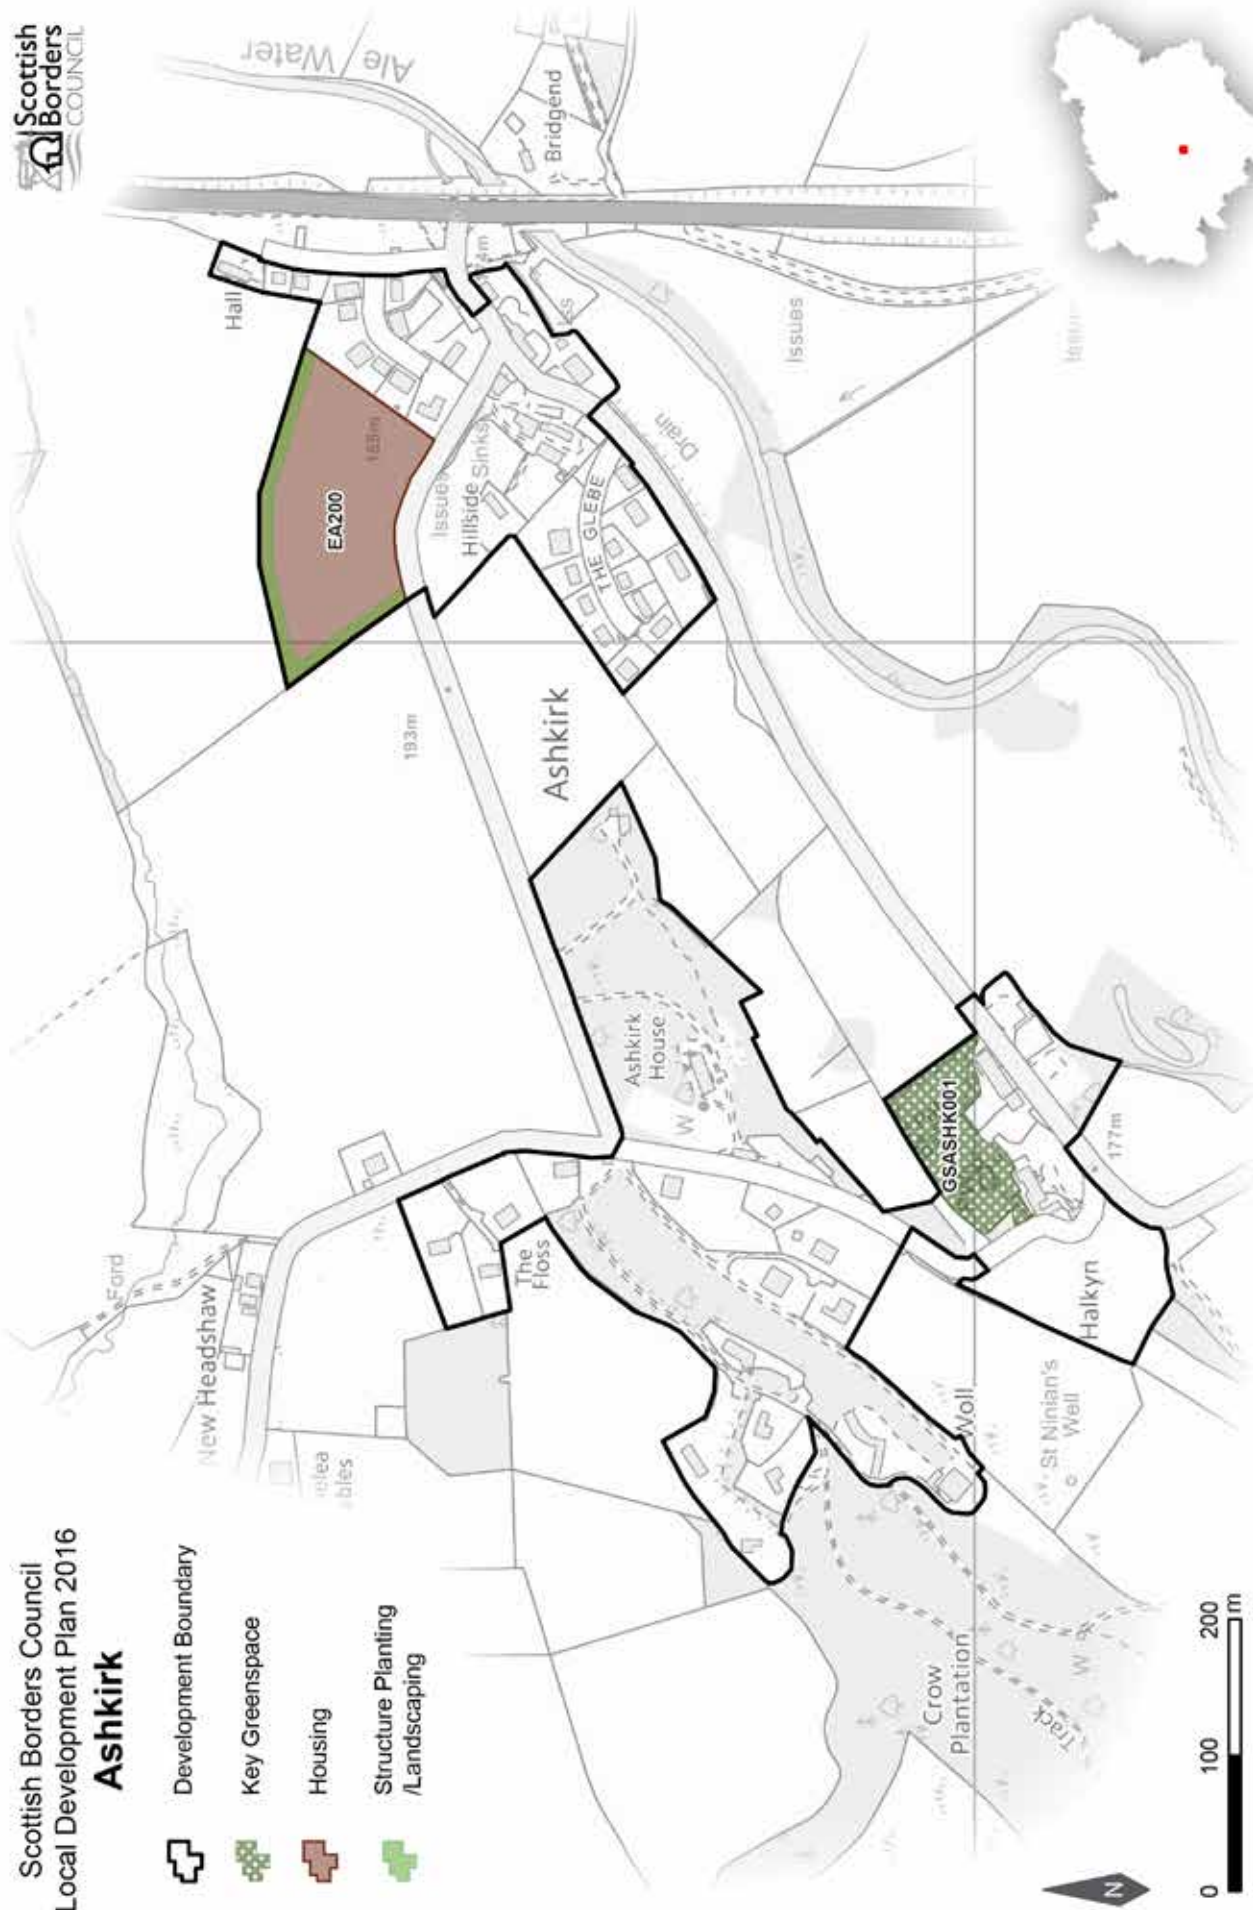 Scottish Borders Council
Local Development Plan 2016
Ashkirk
Development Boundary
Key Greenspace
Housing
Structure Planting
/Landscaping
Scottish
Borders
COUNCIL
Ale Water
Bridgend
Hall
EA200
185m
Issues
Sinks
Hillside
THE GLEBE
Drain
Issues
193m
Ashkirk
Ashkirk
House
W
GSASHK001
177m
Ford
New Headshaw
The
Floss
Halkyn
Woll
St Ninian's
Well
Crow
Plantation
Track
W
N
0 100 200
m